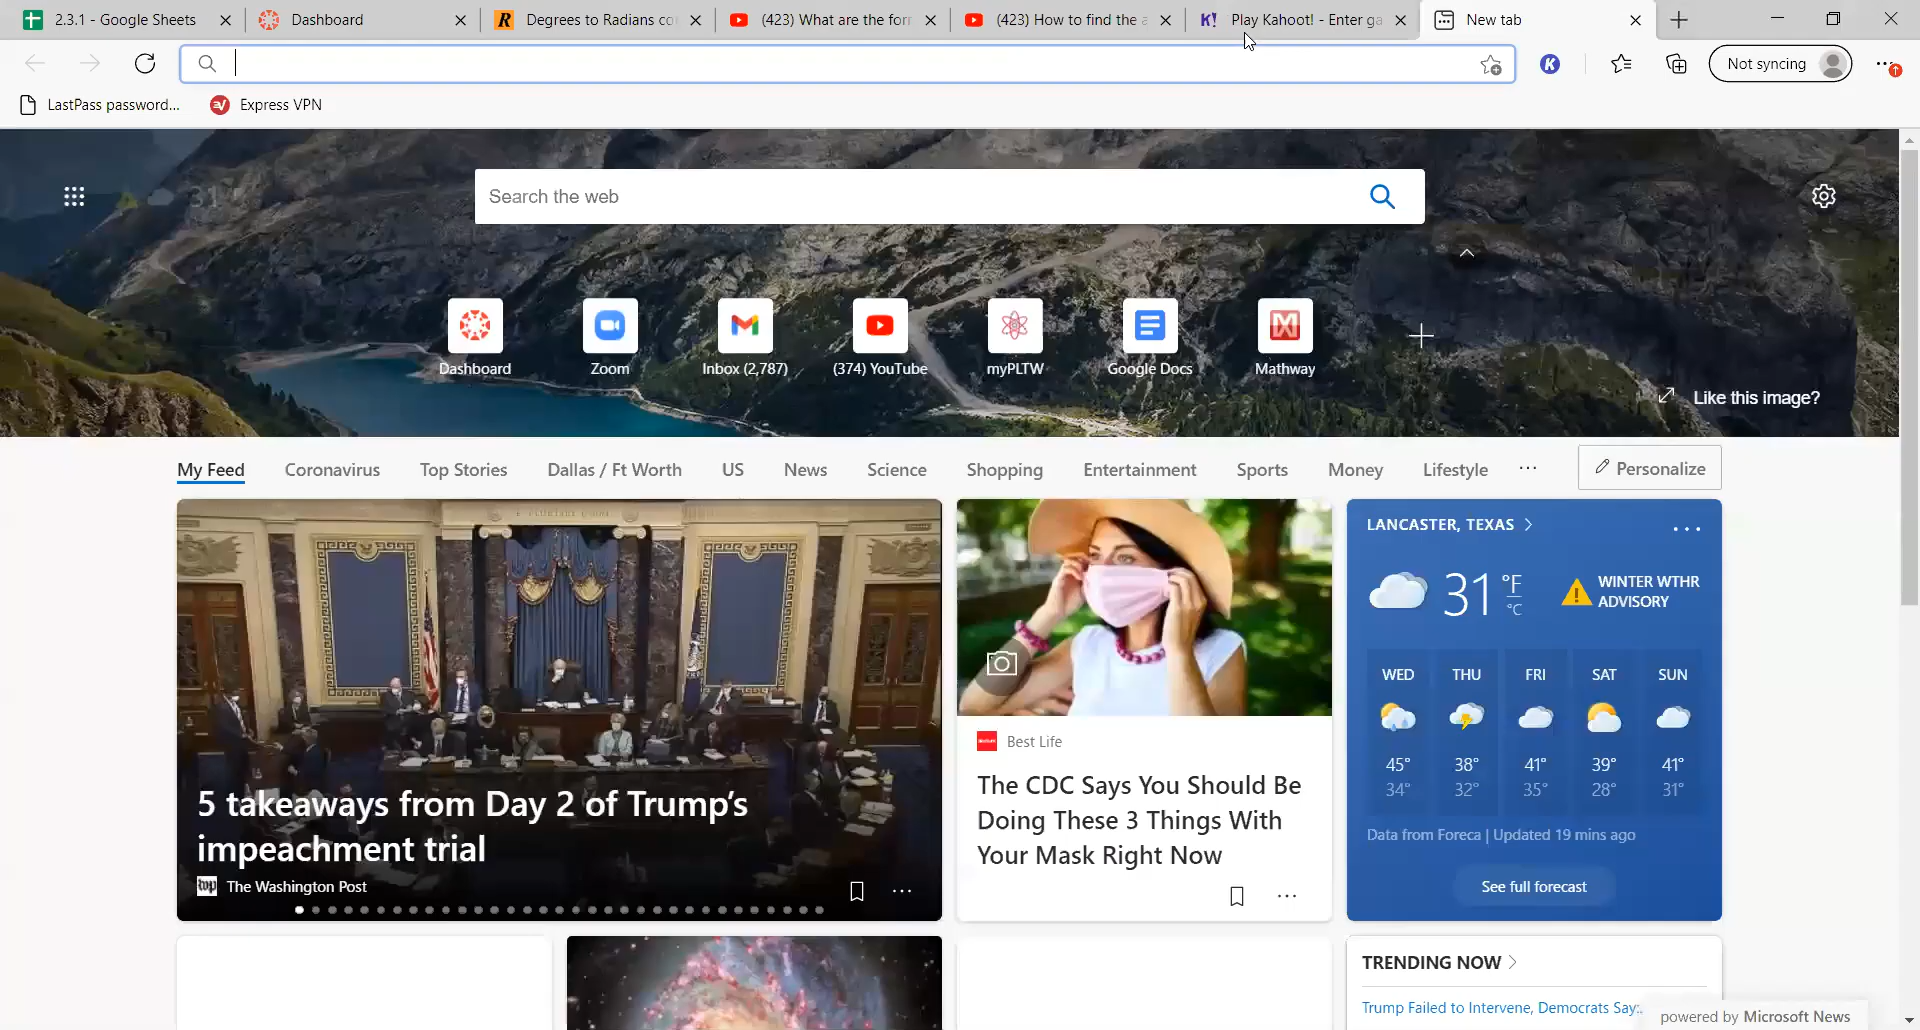 2.3.1 - Google Sheets
Dashboard
Degrees to Radians co
(423) What are the for
(423) How to find the a
K! Play Kahoot! - Enter ga
New tab
Not syncing
LastPass password...
Express VPN
31
Search the web
Dashboard
Zoom
Inbox (2,787)
(374) YouTube
myPLTW
Google Docs
Mathway
Like this image?
My Feed
Coronavirus
Top Stories
Dallas / Ft Worth
US
News
Science
Shopping
Entertainment
Sports
Money
Lifestyle
...
Personalize
5 takeaways from Day 2 of Trump's
impeachment trial
wp The Washington Post
Best Life
The CDC Says You Should Be
Doing These 3 Things With
Your Mask Right Now
LANCASTER, TEXAS
31 °F
°C
WINTER WTHR
ADVISORY
WED THU FRI SAT SUN
45° 38° 41° 39° 41°
34° 32° 35° 28° 31°
Data from Foreca | Updated 19 mins ago
See full forecast
TRENDING NOW
Trump Failed to Intervene, Democrats Say:
powered by Microsoft News